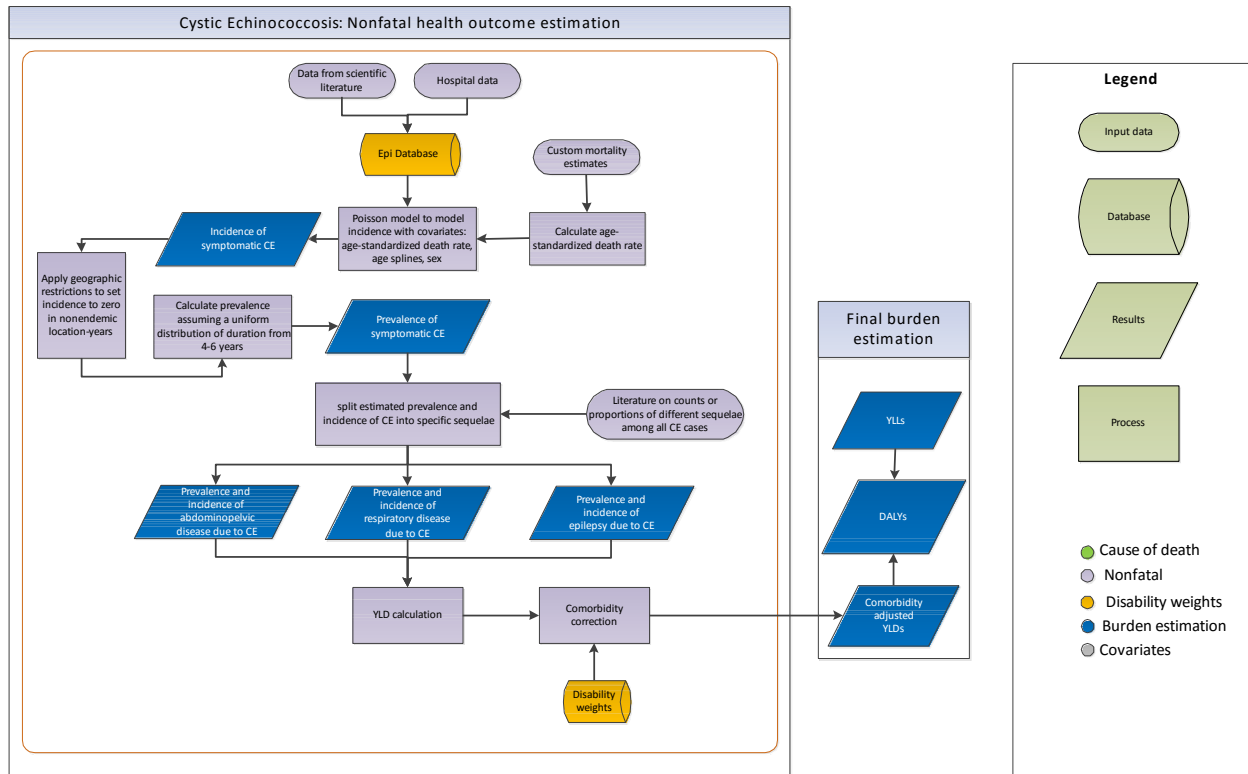 Cystic Echinococcosis: Nonfatal health outcome estimation
Data from scientific
literature
Hospital data
Epi Database
Custom mortality
estimates
Incidence of
symptomatic CE
Poisson model to model
incidence with covariates:
age-standardized death rate,
age splines, sex
Calculate age-
standardized death rate
Apply geographic
restrictions to set
incidence to zero
in nonendemic
location-years
Calculate prevalence
assuming a uniform
distribution of duration from
4-6 years
Prevalence of
symptomatic CE
split estimated prevalence and
incidence of CE into specific sequelae
Literature on counts or
proportions of different sequelae
among all CE cases
Prevalence and
incidence of
abdominopelvic
disease due to CE
Prevalence and
incidence of
respiratory disease
due to CE
Prevalence and
incidence of
epilepsy due to CE
YLD calculation
Comorbidity
correction
Disability
weights
Final burden
estimation
YLLs
DALYs
Comorbidity
adjusted
YLDs
Legend
Input data
Database
Results
Process
Cause of death
Nonfatal
Disability weights
Burden estimation
Covariates